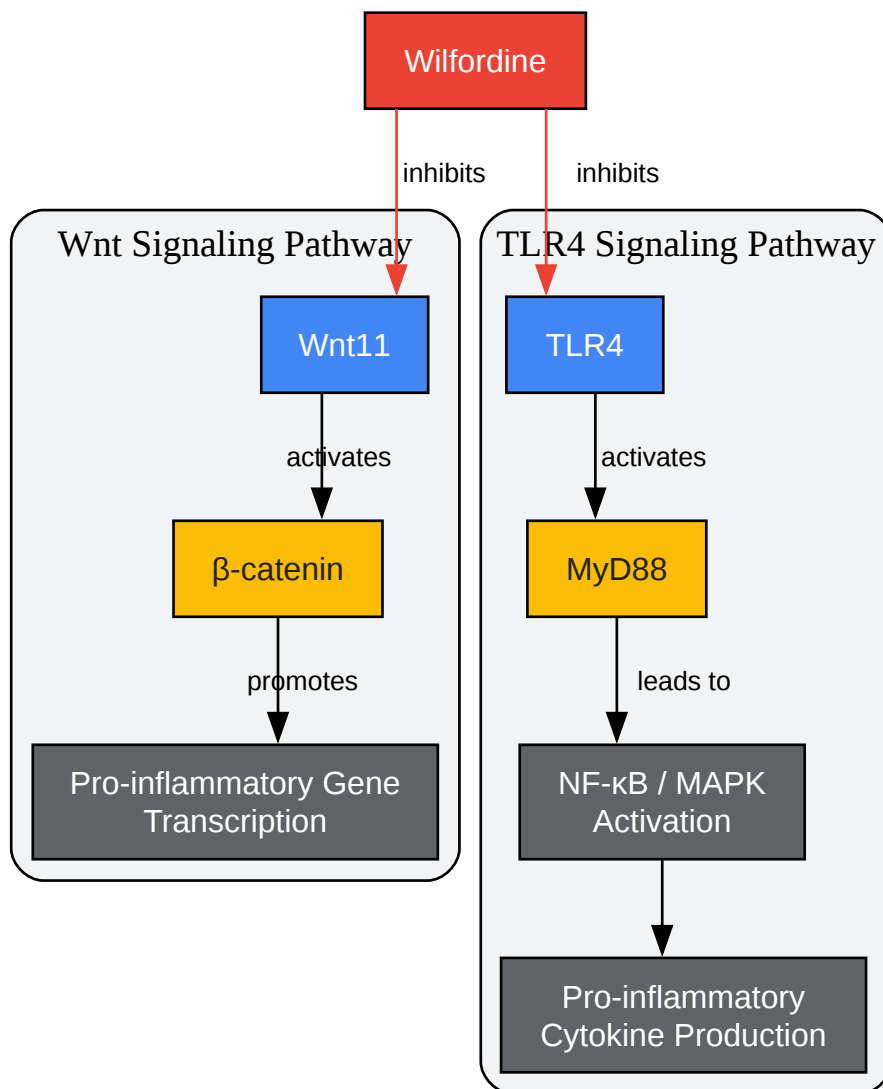 Wilfordine
inhibits
inhibits
Wnt Signaling Pathway
TLR4 Signaling Pathway
Wnt11
TLR4
activates
activates
β-catenin
MyD88
promotes
leads to
Pro-inflammatory Gene
Transcription
NF-κB / MAPK
Activation
Pro-inflammatory
Cytokine Production